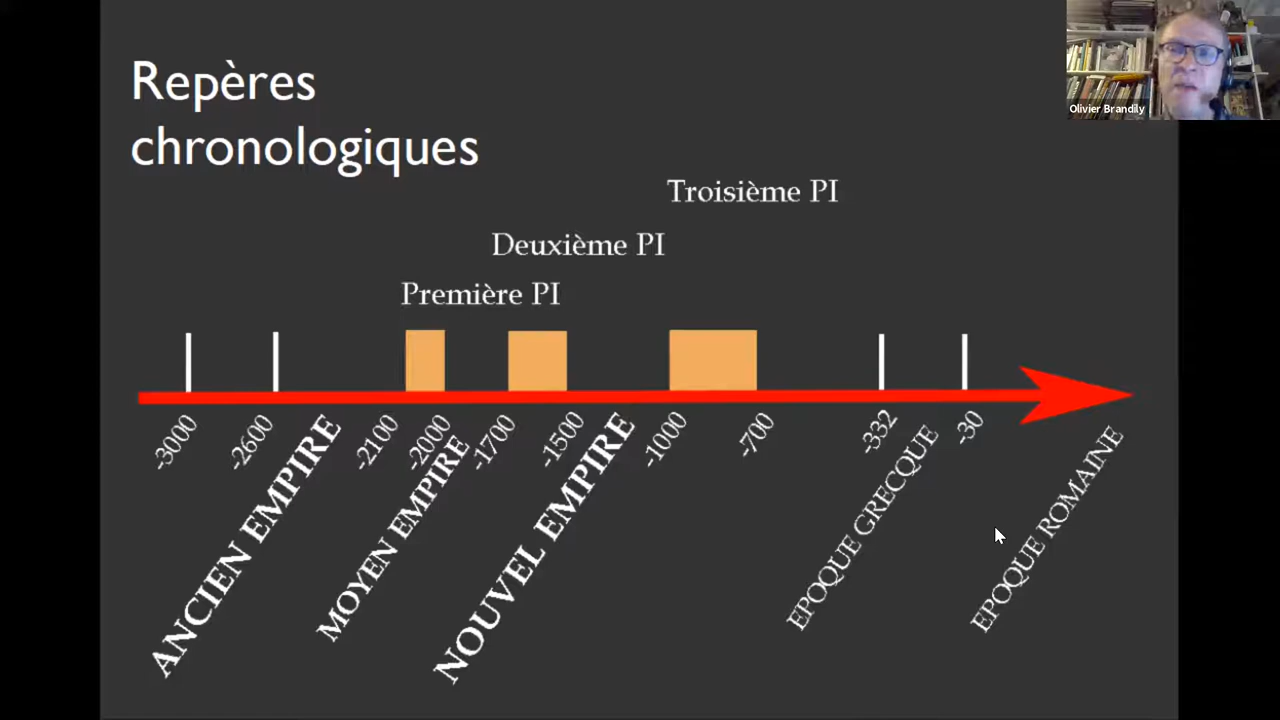 Repères
chronologiques
Olivier Brandily
Troisième PI
Deuxième PI
Première PI
-3000
-2600
-2100
-2000
-1700
-1500
-1000
-700
-332
-30
ANCIEN EMPIRE
MOYEN EMPIRE
NOUVEL EMPIRE
EPOQUE GRECQUE
EPOQUE ROMAINE